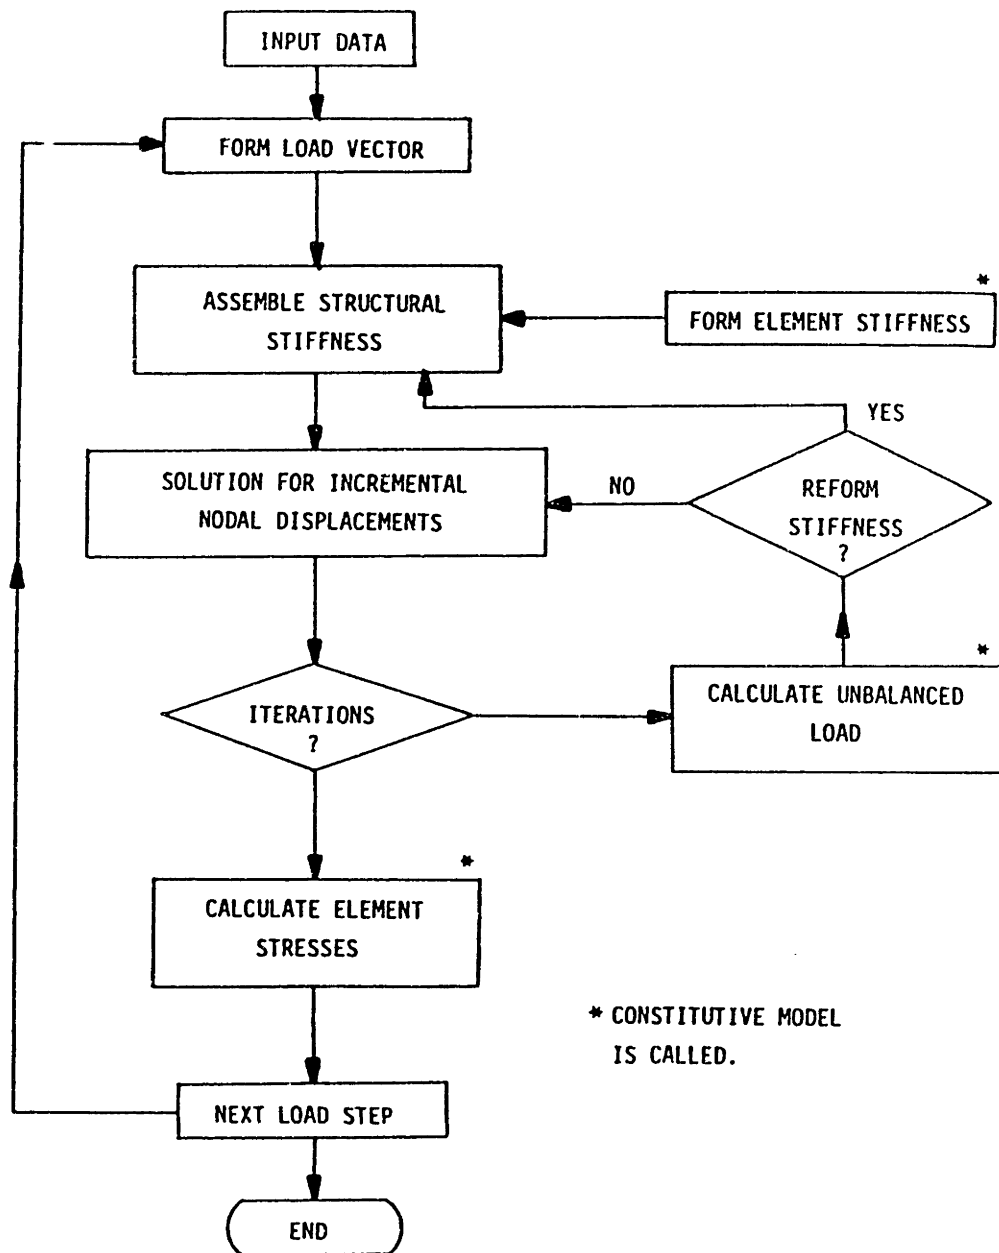 INPUT DATA
FORM LOAD VECTOR
ASSEMBLE STRUCTURAL
STIFFNESS
*
FORM ELEMENT STIFFNESS
YES
SOLUTION FOR INCREMENTAL
NODAL DISPLACEMENTS
NO
REFORM
STIFFNESS
?
ITERATIONS
?
*
CALCULATE UNBALANCED
LOAD
*
CALCULATE ELEMENT
STRESSES
* CONSTITUTIVE MODEL
IS CALLED.
NEXT LOAD STEP
END